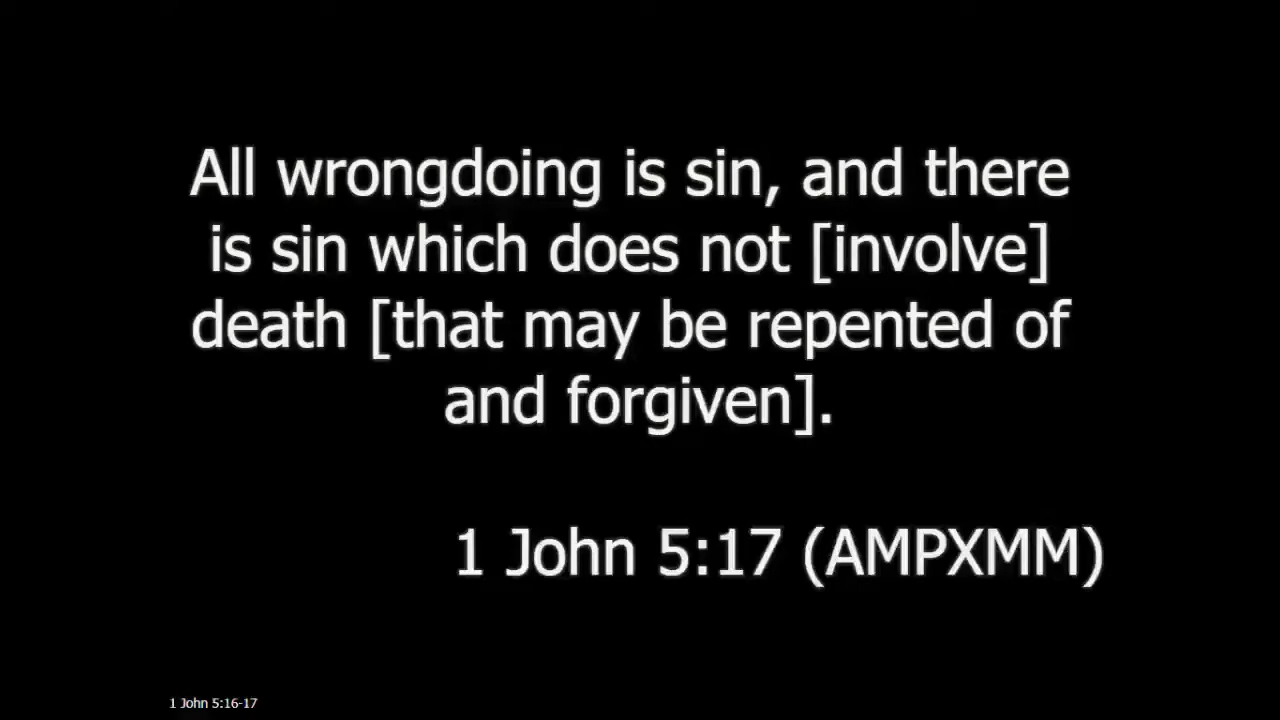 All wrongdoing is sin, and there
is sin which does not [involve]
death [that may be repented of
and forgiven].
1 John 5:17 (AMPXMM)
1 John 5:16-17